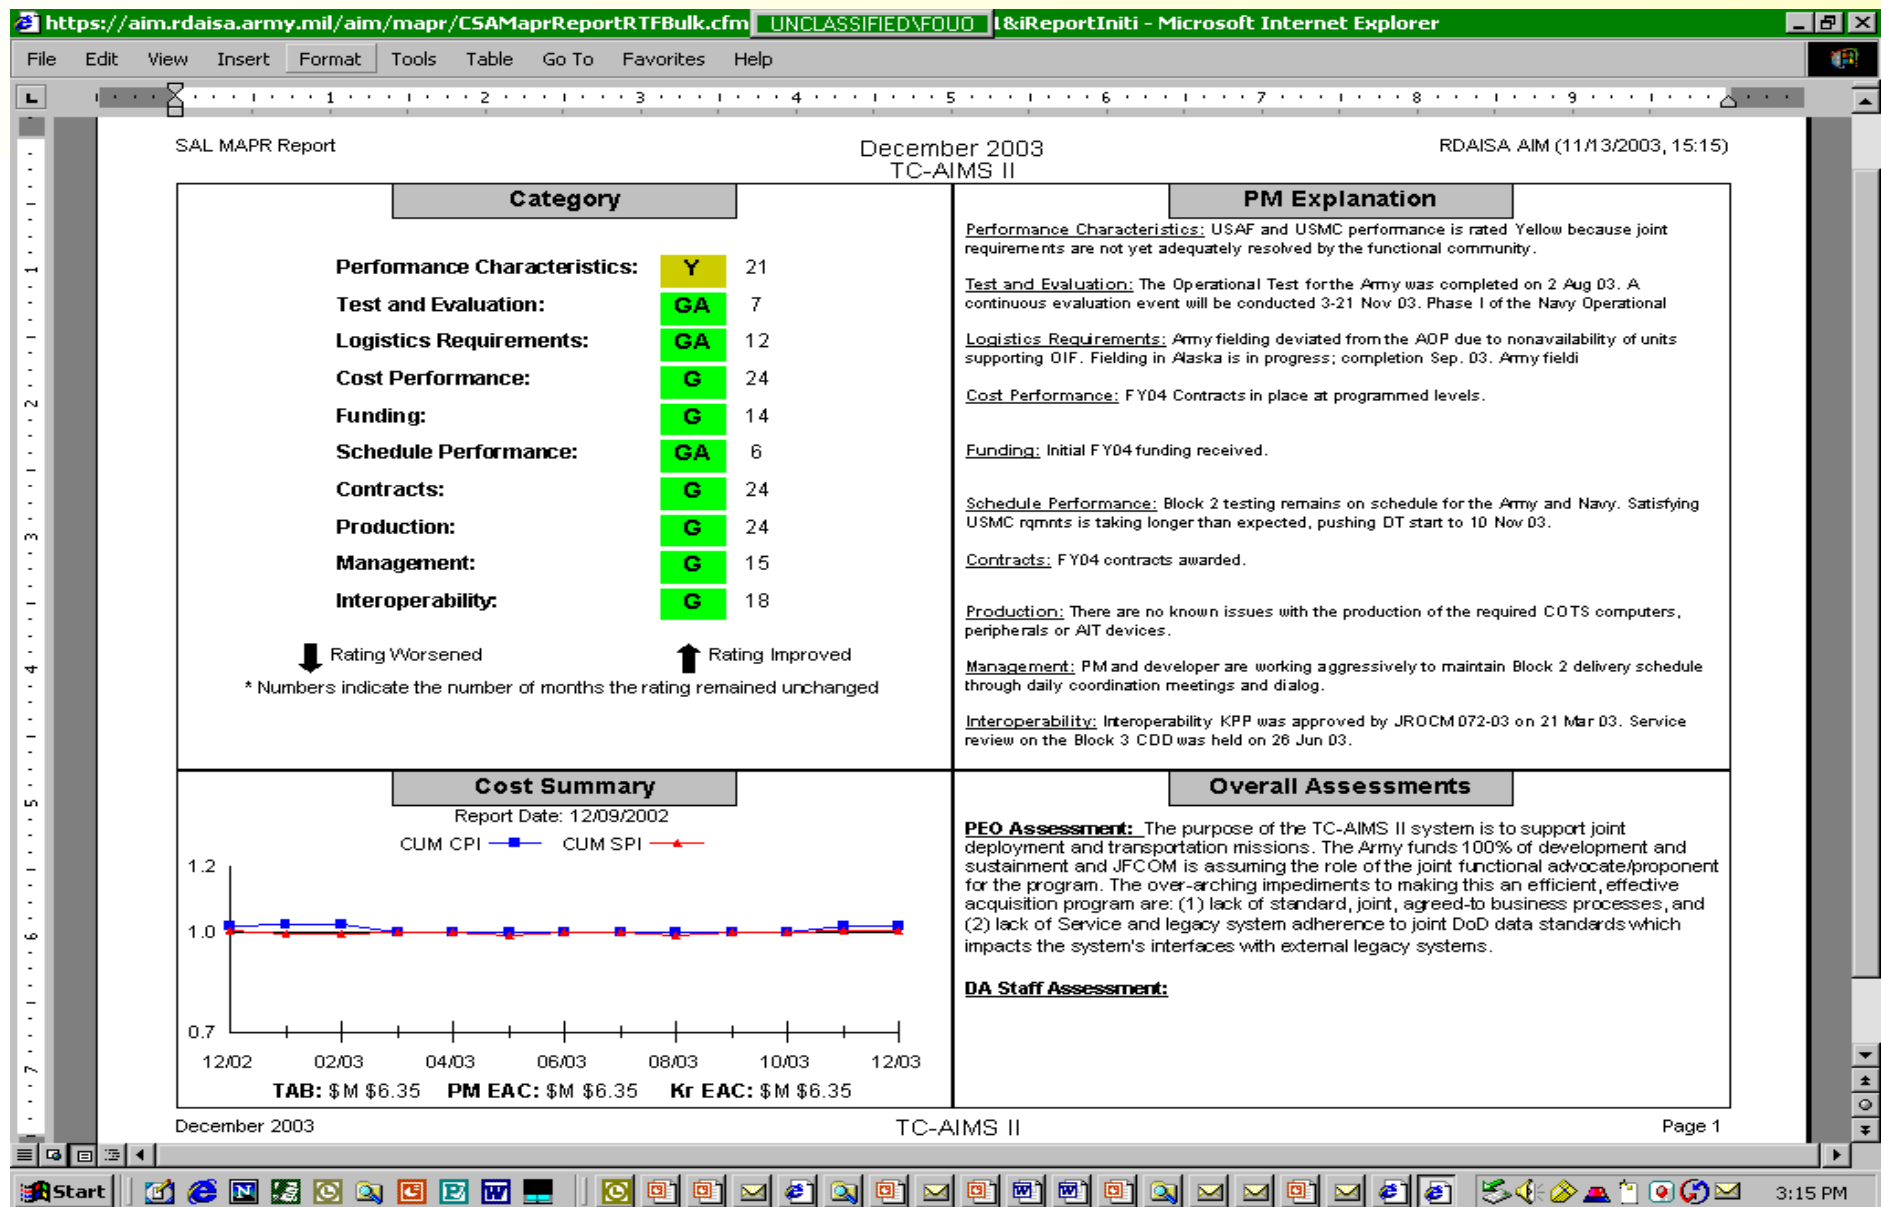 https://aim.rdaisa.army.mil/aim/mapr/CSAMaprReportRTFBulk.cfm UNCLASSIFIED\FOUO 1&iReportIniti - Microsoft Internet Explorer
File Edit View Insert Format Tools Table Go To Favorites Help
L 1 2 3 4 5 6 7 8 9
SAL MAPR Report December 2003 RDAISA AIM (11/13/2003, 15:15)
TC-AIMS II
Category
Performance Characteristics: Y 21
Test and Evaluation: GA 7
Logistics Requirements: GA 12
Cost Performance: G 24
Funding: G 14
Schedule Performance: GA 6
Contracts: G 24
Production: G 24
Management: G 15
Interoperability: G 18
Rating Worsened Rating Improved
* Numbers indicate the number of months the rating remained unchanged
PM Explanation
Performance Characteristics: USAF and USMC performance is rated Yellow because joint
requirements are not yet adequately resolved by the functional community.
Test and Evaluation: The Operational Test for the Army was completed on 2 Aug 03. A
continuous evaluation event will be conducted 3-21 Nov 03. Phase I of the Navy Operational
Logistics Requirements: Army fielding deviated from the AOP due to nonavailability of units
supporting OIF. Fielding in Alaska is in progress; completion Sep. 03. Army fieldi
Cost Performance: FY04 Contracts in place at programmed levels.
Funding: Initial FY04 funding received.
Schedule Performance: Block 2 testing remains on schedule for the Army and Navy. Satisfying
USMC rqmnts is taking longer than expected, pushing DT start to 10 Nov 03.
Contracts: FY04 contracts awarded.
Production: There are no known issues with the production of the required COTS computers,
peripherals or AIT devices.
Management: PM and developer are working aggressively to maintain Block 2 delivery schedule
through daily coordination meetings and dialog.
Interoperability: Interoperability KPP was approved by JROCM 072-03 on 21 Mar 03. Service
review on the Block 3 CDD was held on 26 Jun 03.
Cost Summary
Report Date: 12/09/2002
CUM CPI CUM SPI
1.2
1.0
0.7
12/02 02/03 04/03 06/03 08/03 10/03 12/03
TAB: $M $6.35 PM EAC: $M $6.35 Kr EAC: $M $6.35
Overall Assessments
PEO Assessment: The purpose of the TC-AIMS II system is to support joint
deployment and transportation missions. The Army funds 100% of development and
sustainment and JFCOM is assuming the role of the joint functional advocate/proponent
for the program. The over-arching impediments to making this an efficient, effective
acquisition program are: (1) lack of standard, joint, agreed-to business processes, and
(2) lack of Service and legacy system adherence to joint DoD data standards which
impacts the system's interfaces with external legacy systems.
DA Staff Assessment:
December 2003 TC-AIMS II Page 1
1
2
3
4
5
6
7
Start 3:15 PM